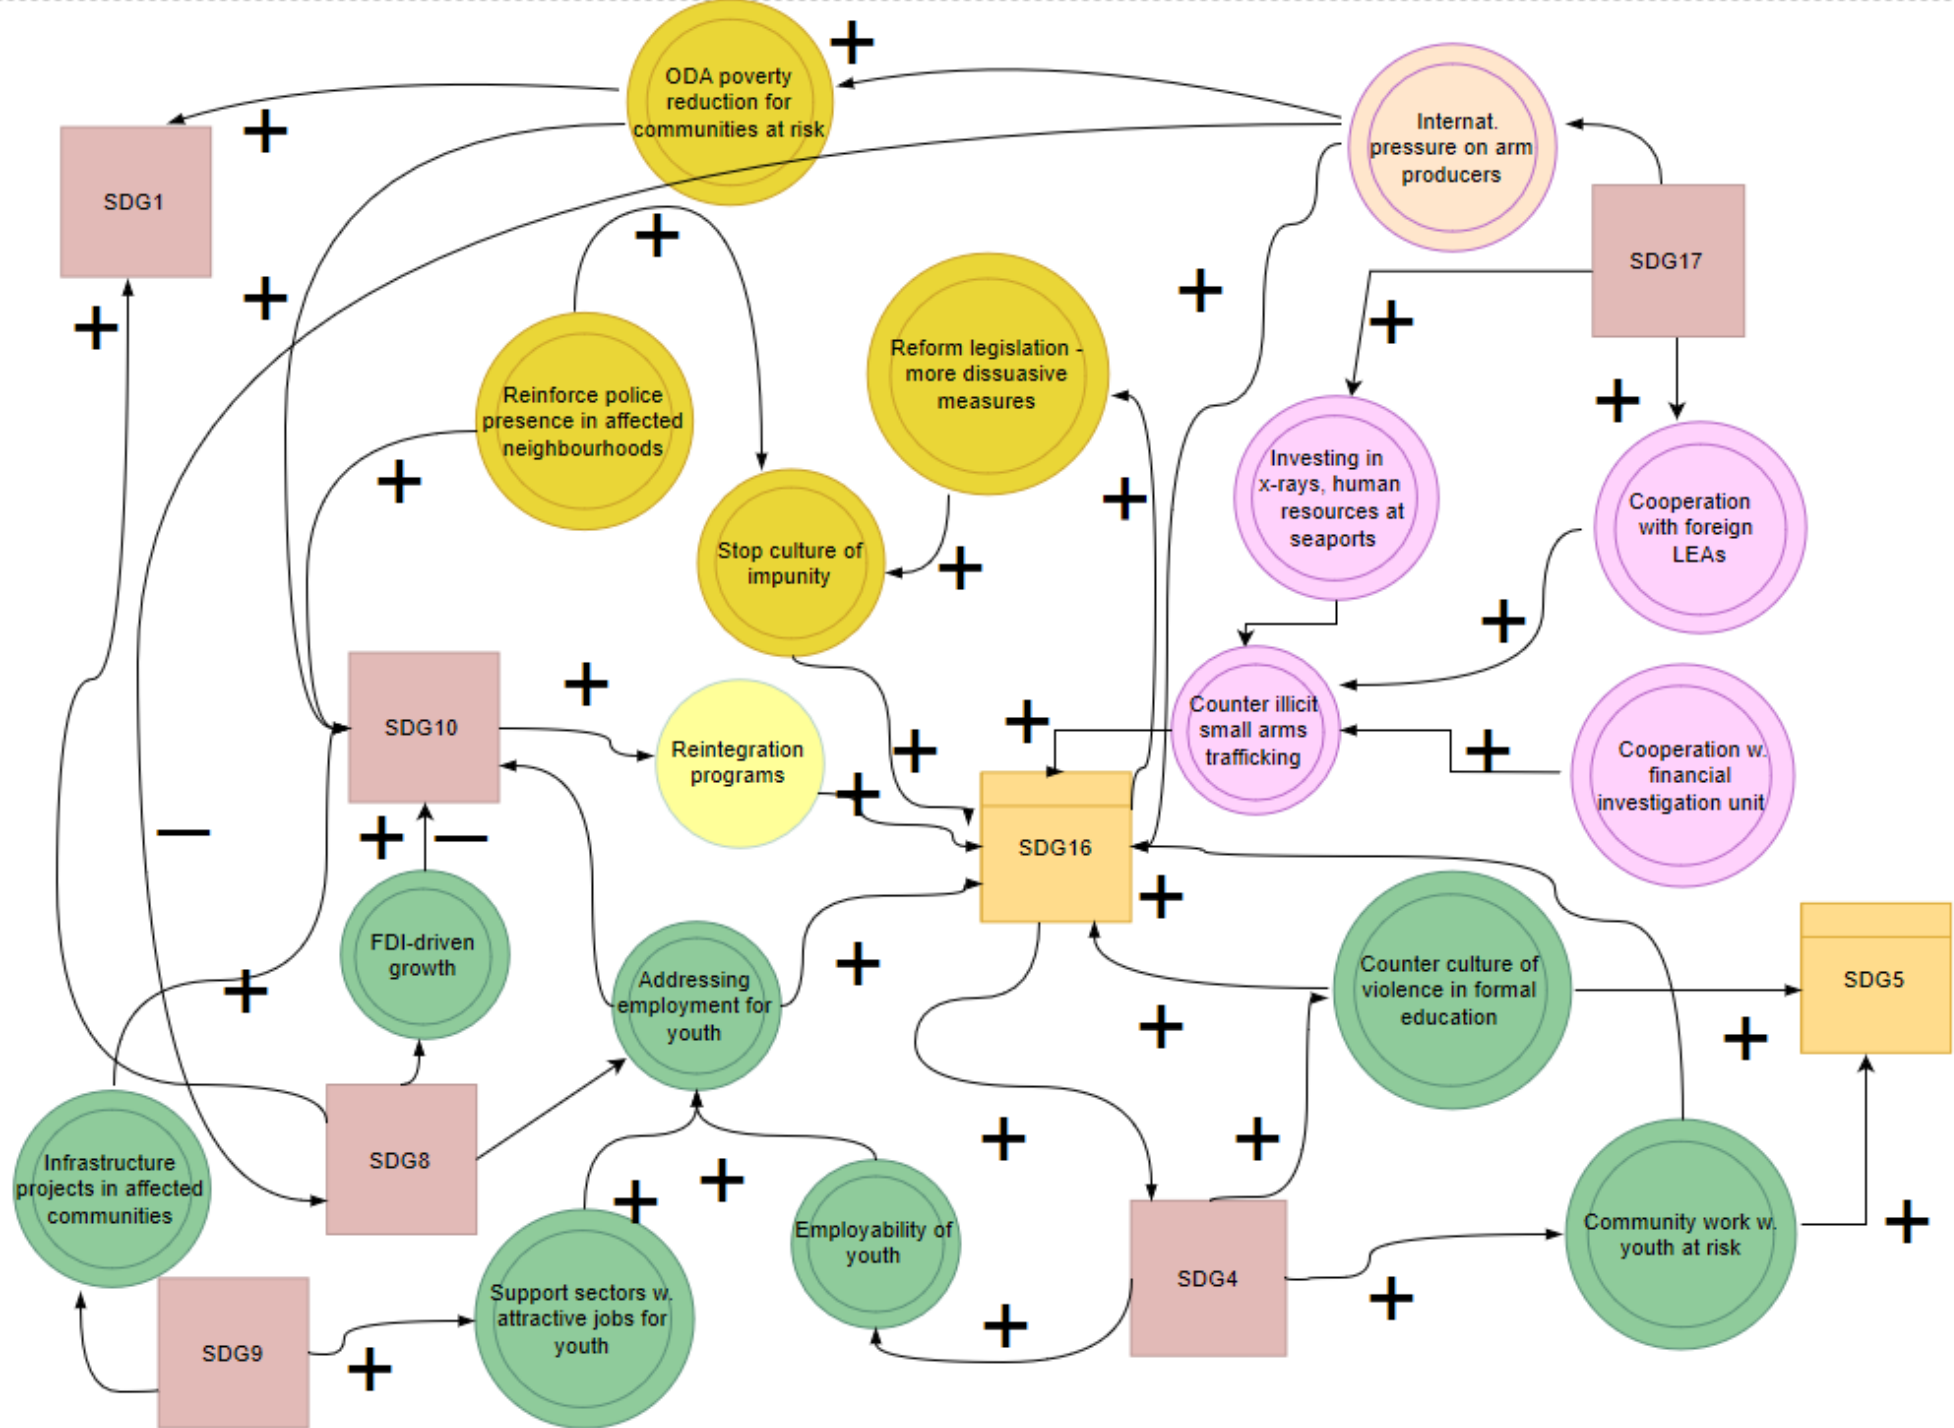 +
ODA poverty
reduction for
communities at risk
Internat.
pressure on arm
producers
+
SDG1
+
SDG17
+
+
+
+
+
Reform legislation -
more dissuasive
measures
Reinforce police
presence in affected
neighbourhoods
+
+
+
Investing in
x-rays, human
resources at
seaports
Cooperation
with foreign
LEAs
Stop culture of
impunity
+
+
+
SDG10
Reintegration
programs
+
+
Counter illicit
small arms
trafficking
+
Cooperation w.
financial
investigation unit
+
—
+
—
SDG16
+
FDI-driven
growth
+
Addressing
employment for
youth
+
Counter culture of
violence in formal
education
SDG5
+
+
+
+
SDG8
Infrastructure
projects in affected
communities
+
+
+
Employability of
youth
Community work w.
youth at risk
+
SDG4
Support sectors w.
attractive jobs for
youth
+
+
SDG9
+